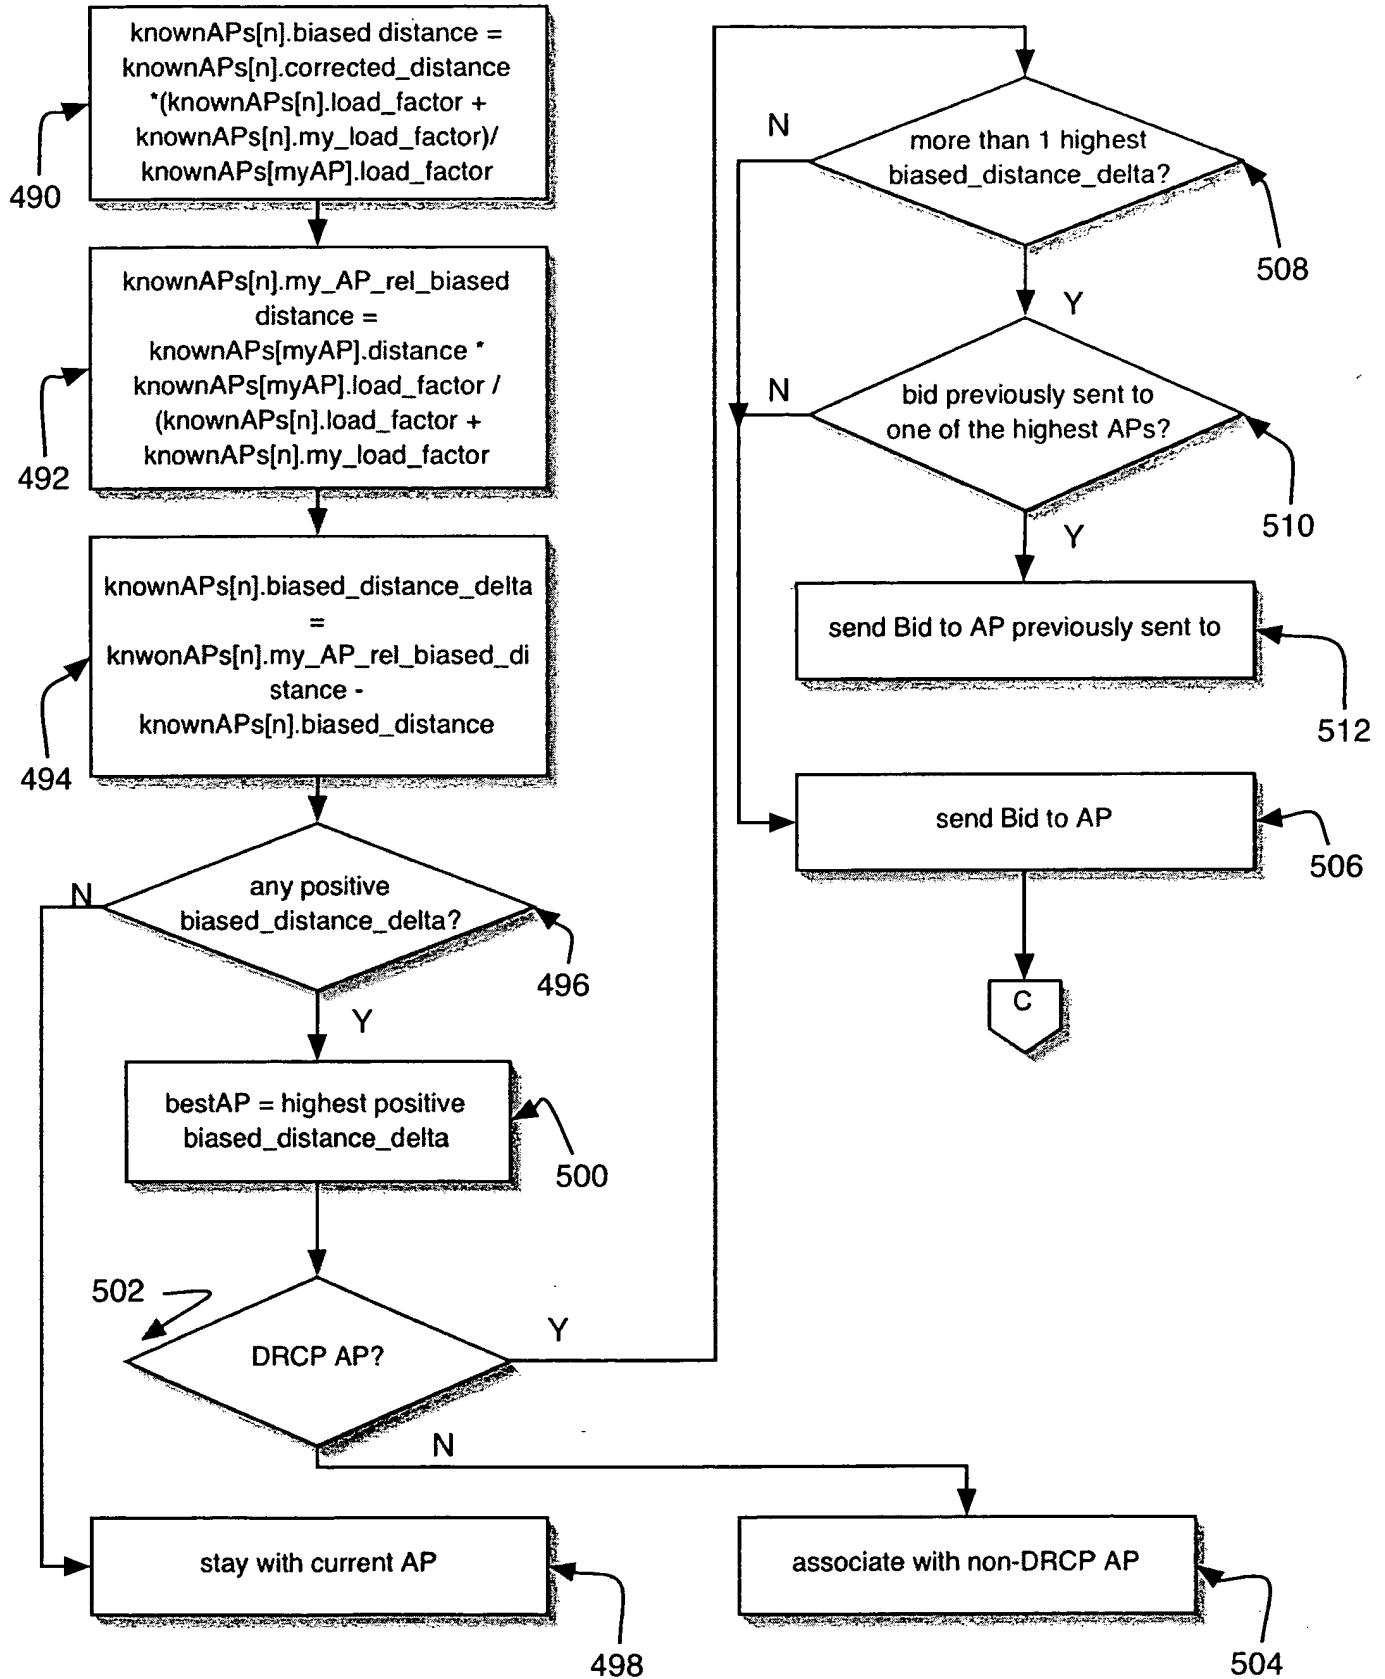 knownAPs[n].biased distance =
knownAPs[n].corrected_distance
*(knownAPs[n].load_factor +
knownAPs[n].my_load_factor)/
knownAPs[myAP].load_factor
490
knownAPs[n].my_AP_rel_biased
distance =
knownAPs[myAP].distance *
knownAPs[myAP].load_factor /
(knownAPs[n].load_factor +
knownAPs[n].my_load_factor
492
knownAPs[n].biased_distance_delta
=
knwonAPs[n].my_AP_rel_biased_di
stance -
knownAPs[n].biased_distance
494
any positive
biased_distance_delta?
N
496
Y
bestAP = highest positive
biased_distance_delta
500
502
DRCP AP?
Y
N
stay with current AP
498
associate with non-DRCP AP
504
more than 1 highest
biased_distance_delta?
N
508
Y
bid previously sent to
one of the highest APs?
N
510
Y
send Bid to AP previously sent to
512
send Bid to AP
506
C